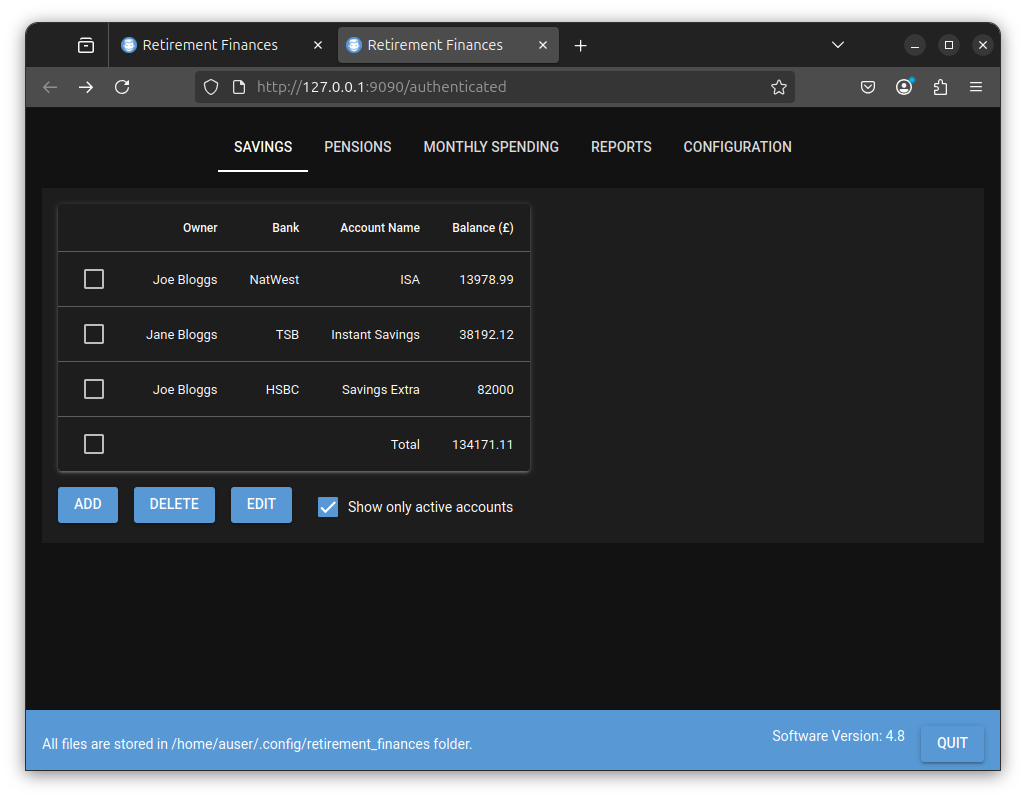 Retirement Finances Retirement Finances
http://127.0.0.1:9090/authenticated
SAVINGS PENSIONS MONTHLY SPENDING REPORTS CONFIGURATION
Owner Bank Account Name Balance (£)
Joe Bloggs NatWest ISA 13978.99
Jane Bloggs TSB Instant Savings 38192.12
Joe Bloggs HSBC Savings Extra 82000
Total 134171.11
ADD DELETE EDIT Show only active accounts
All files are stored in /home/auser/.config/retirement_finances folder. Software Version: 4.8 QUIT